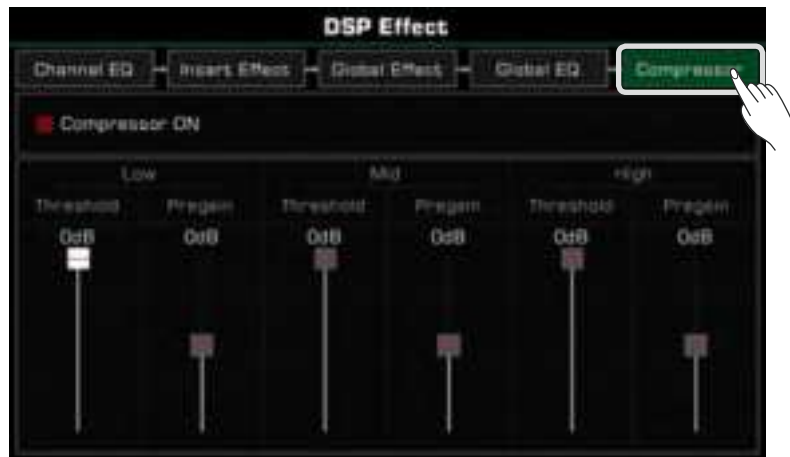 DSP Effect
Channel EQ Insert Effect Global Effect Global EQ Compressor
Compressor ON
Low Mid High
Threshold Pregain Threshold Pregain Threshold Pregain
0dB 0dB 0dB 0dB 0dB 0dB